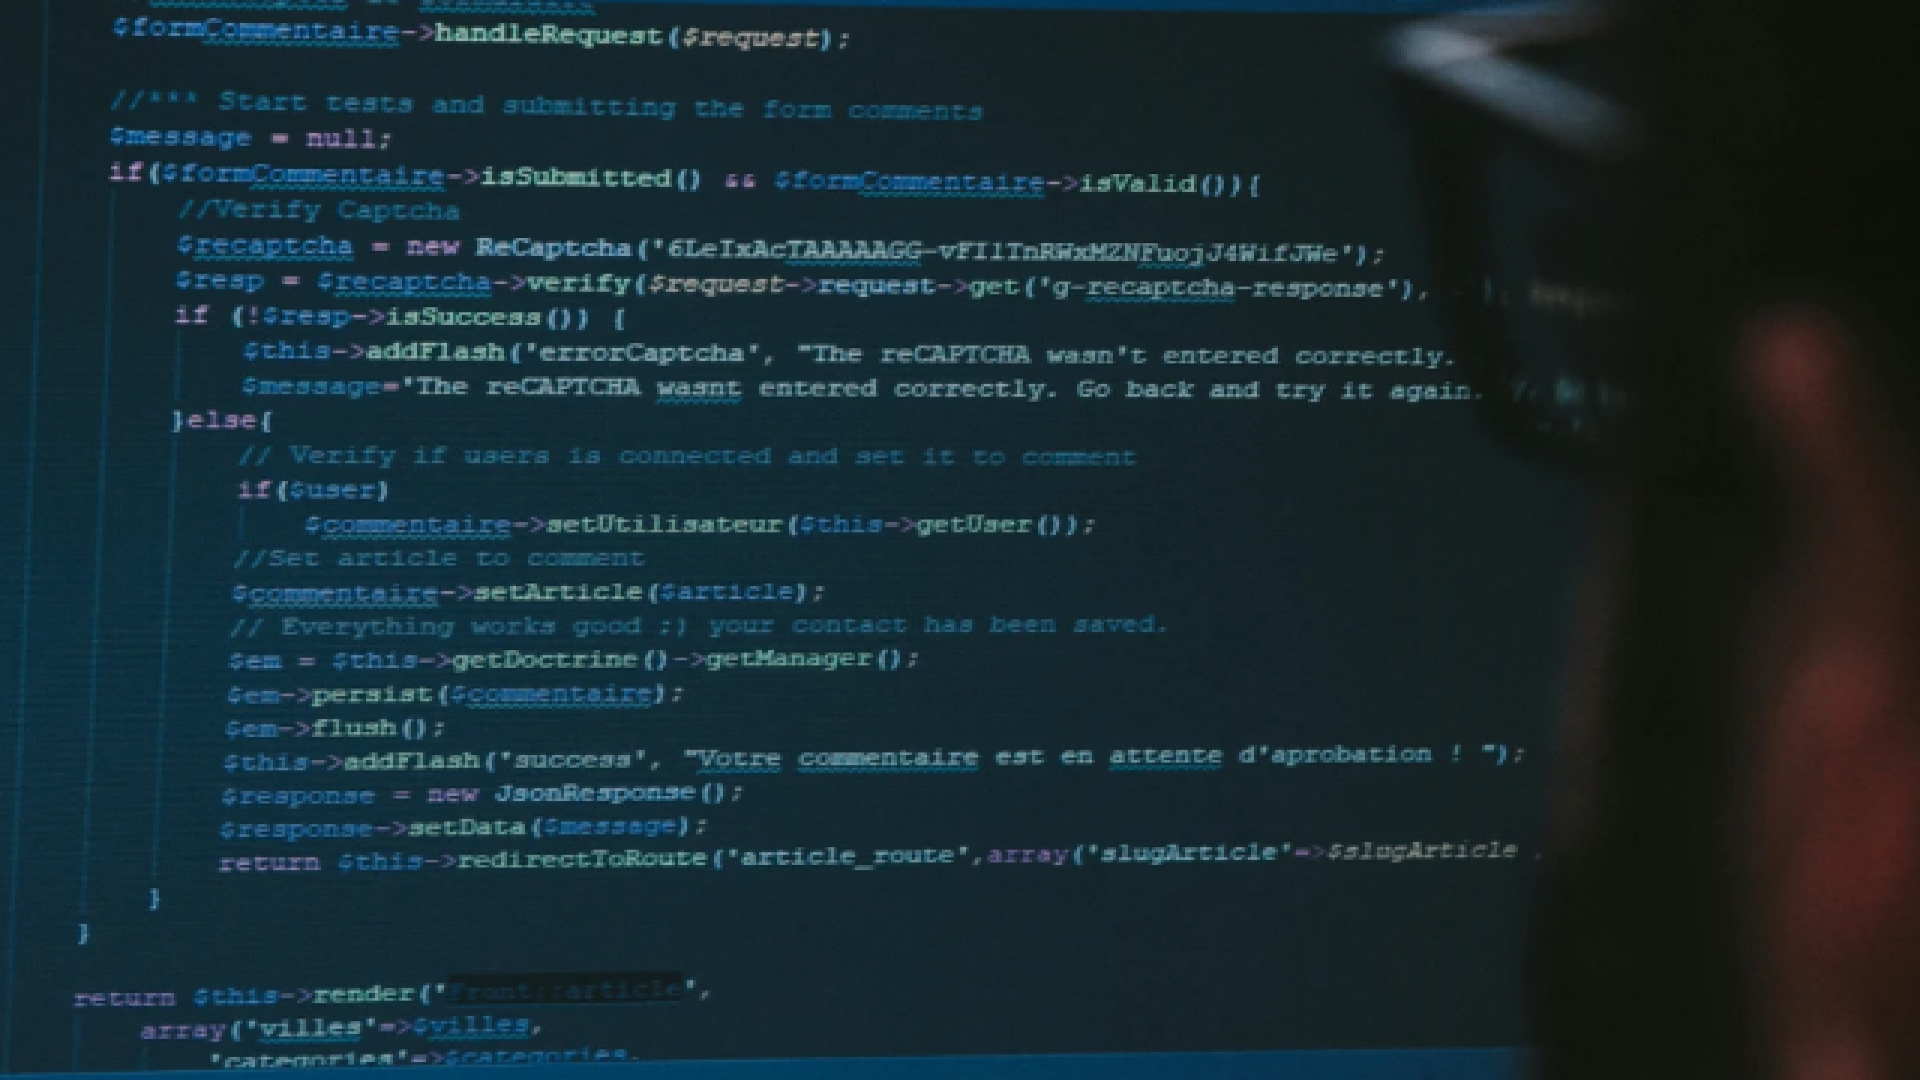 $formCommentaire->handleRequest($request);
//*** Start tests and submitting the form comments
$message = null;
if($formCommentaire->isSubmitted() && $formCommentaire->isValid()){
//Verify Captcha
$recaptcha = new ReCaptcha('6LeIxAcTAAAAAGG-vFI1TnRWxMZNFuojJ4WifJWe');
$resp = $recaptcha->verify($request->request->get('g-recaptcha-response'),
if (!$resp->isSuccess()) {
$this->addFlash('errorCaptcha', "The reCAPTCHA wasn't entered correctly.
$message='The reCAPTCHA wasnt entered correctly. Go back and try it again.
}else{
// Verify if users is connected and set it to comment
if($user)
$commentaire->setUtilisateur($this->getUser());
//Set article to comment
$commentaire->setArticle($article);
// Everything works good ;) your contact has been saved.
$em = $this->getDoctrine()->getManager();
$em->persist($commentaire);
$em->flush();
$this->addFlash('success', "Votre commentaire est en attente d'aprobation ! ");
$response = new JsonResponse();
$response->setData($message);
return $this->redirectToRoute('article_route',array('slugArticle'=>$slugArticle
}
}
return $this->render('Front::article',
array('villes'=>$villes,
'categories'=>$categories,